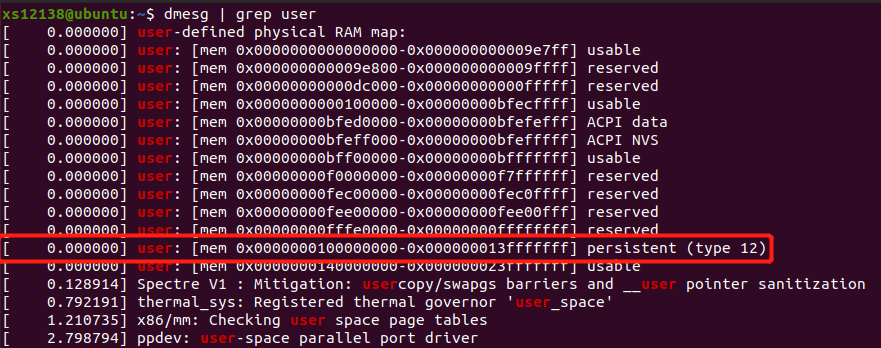 xs12138@ubuntu:~$ dmesg | grep user
[    0.000000] user-defined physical RAM map:
[    0.000000] user: [mem 0x0000000000000000-0x000000000009e7ff] usable
[    0.000000] user: [mem 0x000000000009e800-0x000000000009ffff] reserved
[    0.000000] user: [mem 0x00000000000dc000-0x00000000000fffff] reserved
[    0.000000] user: [mem 0x0000000000100000-0x00000000bfecffff] usable
[    0.000000] user: [mem 0x00000000bfed0000-0x00000000bfefefff] ACPI data
[    0.000000] user: [mem 0x00000000bfeff000-0x00000000bfefffff] ACPI NVS
[    0.000000] user: [mem 0x00000000bff00000-0x00000000bfffffff] usable
[    0.000000] user: [mem 0x00000000f0000000-0x00000000f7ffffff] reserved
[    0.000000] user: [mem 0x00000000fec00000-0x00000000fec0ffff] reserved
[    0.000000] user: [mem 0x00000000fee00000-0x00000000fee00fff] reserved
[    0.000000] user: [mem 0x00000000fffe0000-0x00000000ffffffff] reserved
[    0.000000] user: [mem 0x0000000100000000-0x000000013fffffff] persistent (type 12)
[    0.000000] user: [mem 0x0000000140000000-0x000000023fffffff] usable
[    0.128914] Spectre V1 : Mitigation: usercopy/swapgs barriers and __user pointer sanitization
[    0.792191] thermal_sys: Registered thermal governor 'user_space'
[    1.210735] x86/mm: Checking user space page tables
[    2.798794] ppdev: user-space parallel port driver